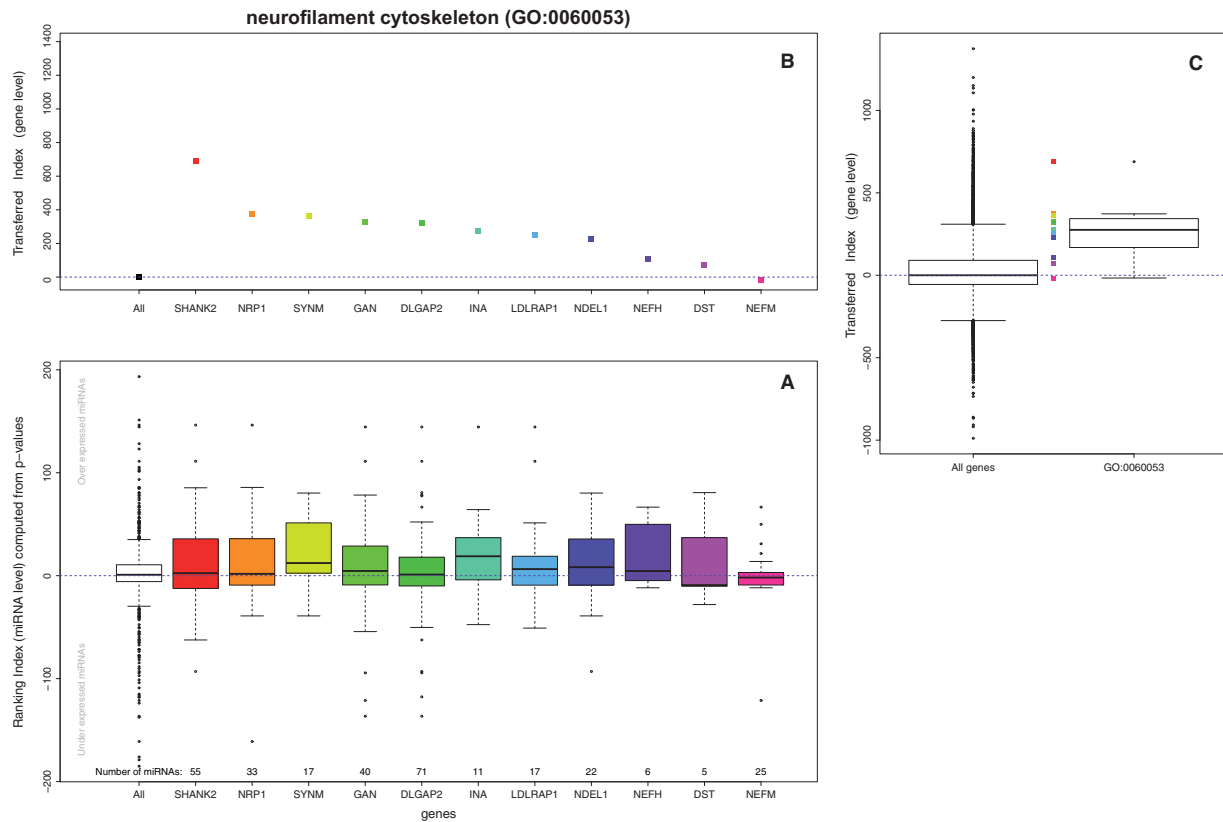 neurofilament cytoskeleton (GO:0060053)
B
Transferred Index (gene level)
1400
1200
1000
800
600
400
200
0
All SHANK2 NRP1 SYNM GAN DLGAP2 INA LDLRAP1 NDEL1 NEFH DST NEFM
A
Ranking Index (miRNA level) computed from p-values
Over expressed miRNAs
Under expressed miRNAs
200
100
0
−100
−200
Number of miRNAs: 55 33 17 40 71 11 17 22 6 5 25
All SHANK2 NRP1 SYNM GAN DLGAP2 INA LDLRAP1 NDEL1 NEFH DST NEFM
genes
C
Transferred Index (gene level)
1000
500
0
−500
−1000
All genes GO:0060053